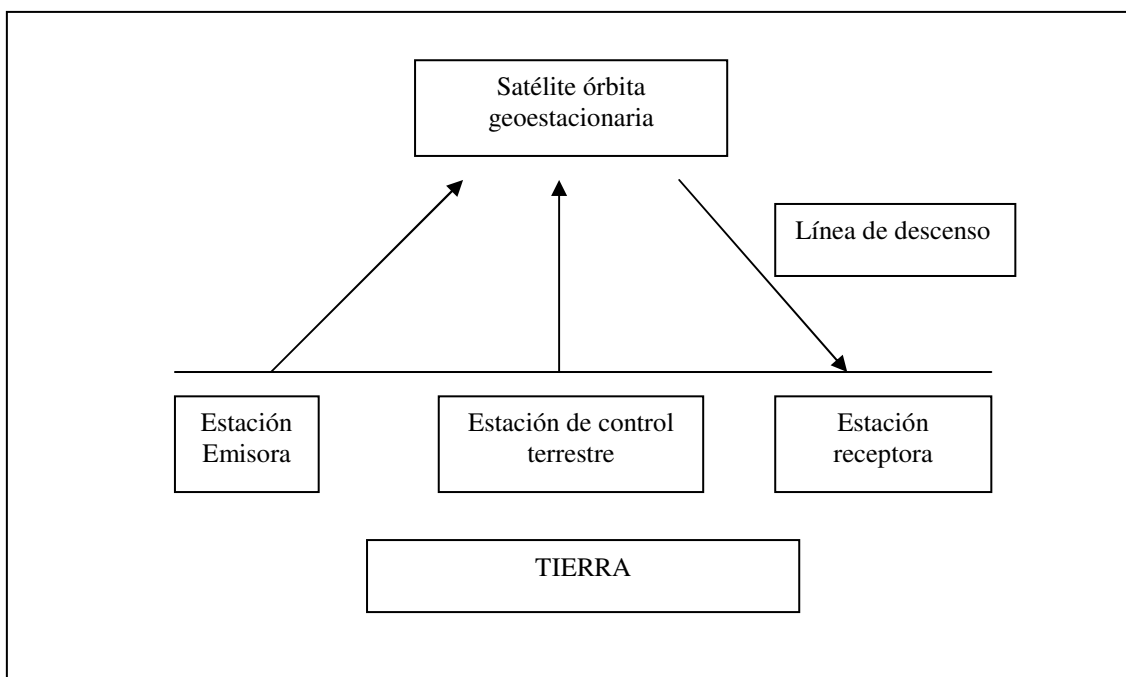 Satélite órbita
geoestacionaria
Línea de descenso
Estación
Emisora
Estación de control
terrestre
Estación
receptora
TIERRA